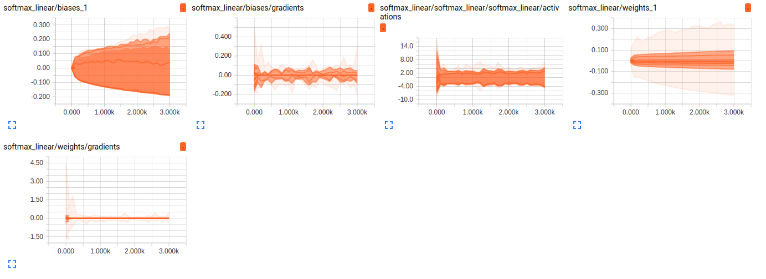 softmax_linear/biases_1
0.300
0.200
0.100
0.00
-0.100
-0.200
0.000 1.000k 2.000k 3.000k
softmax_linear/biases/gradients
0.400
0.200
0.00
-0.200
0.000 1.000k 2.000k 3.000k
softmax_linear/softmax_linear/softmax_linear/activ
ations
14.0
8.00
2.00
-4.00
-10.0
0.000 1.000k 2.000k 3.000k
softmax_linear/weights_1
0.300
0.100
-0.100
-0.300
0.000 1.000k 2.000k 3.000k
softmax_linear/weights/gradients
4.50
3.00
1.50
0.00
-1.50
0.000 1.000k 2.000k 3.000k